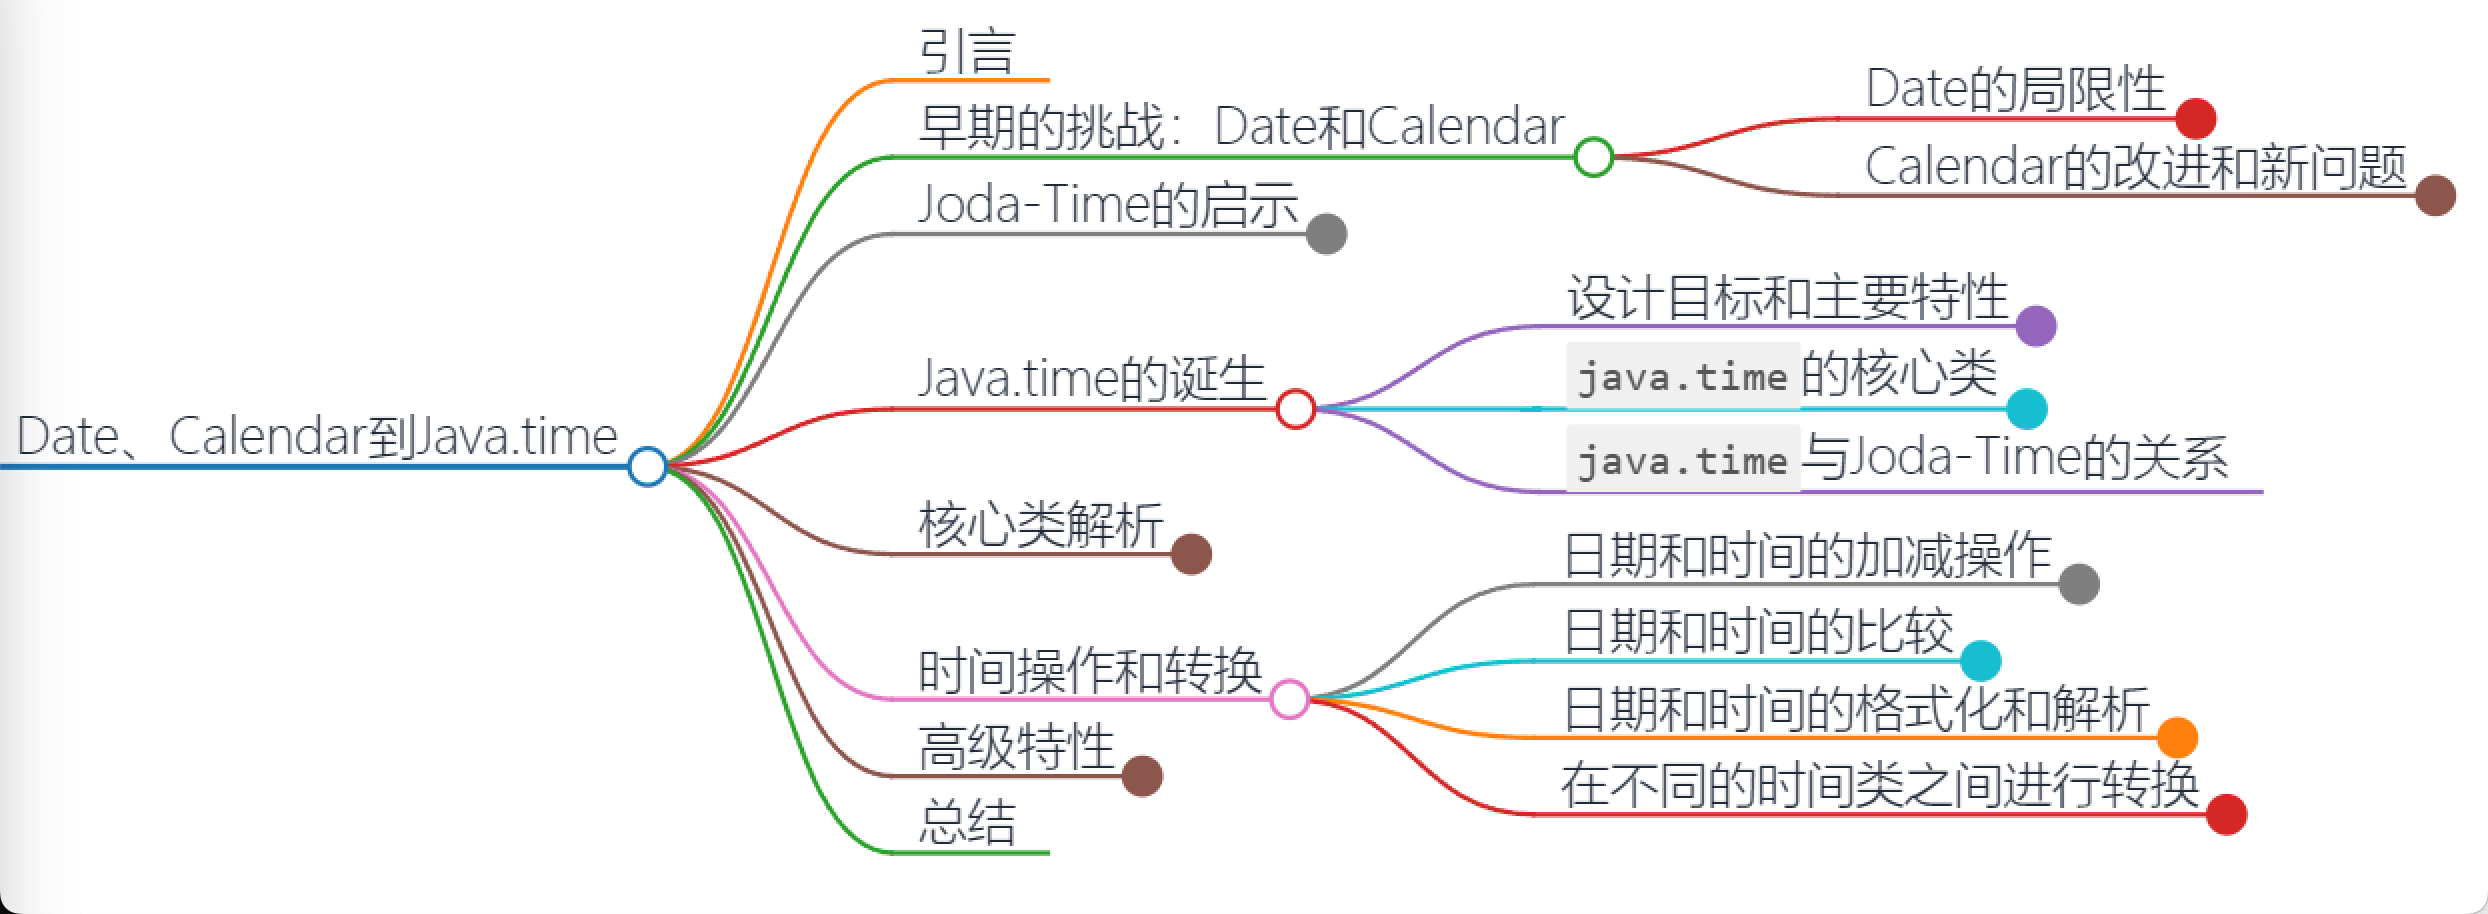 Date、Calendar到Java.time
引言
早期的挑战：Date和Calendar
Date的局限性
Calendar的改进和新问题
Joda-Time的启示
Java.time的诞生
设计目标和主要特性
java.time的核心类
java.time与Joda-Time的关系
核心类解析
时间操作和转换
日期和时间的加减操作
日期和时间的比较
日期和时间的格式化和解析
在不同的时间类之间进行转换
高级特性
总结